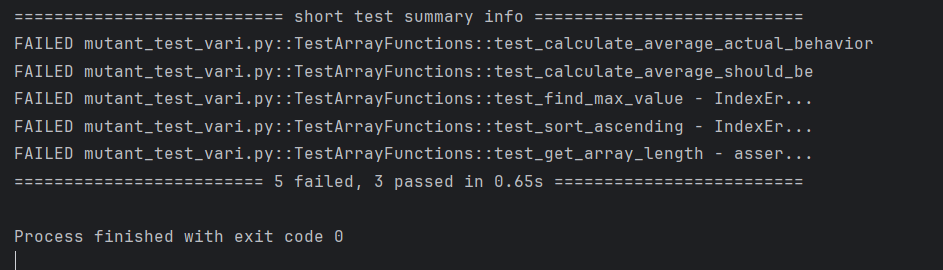 =========================== short test summary info ===========================
FAILED mutant_test_vari.py::TestArrayFunctions::test_calculate_average_actual_behavior
FAILED mutant_test_vari.py::TestArrayFunctions::test_calculate_average_should_be
FAILED mutant_test_vari.py::TestArrayFunctions::test_find_max_value - IndexEr...
FAILED mutant_test_vari.py::TestArrayFunctions::test_sort_ascending - IndexEr...
FAILED mutant_test_vari.py::TestArrayFunctions::test_get_array_length - asser...
========================= 5 failed, 3 passed in 0.65s =========================
Process finished with exit code 0